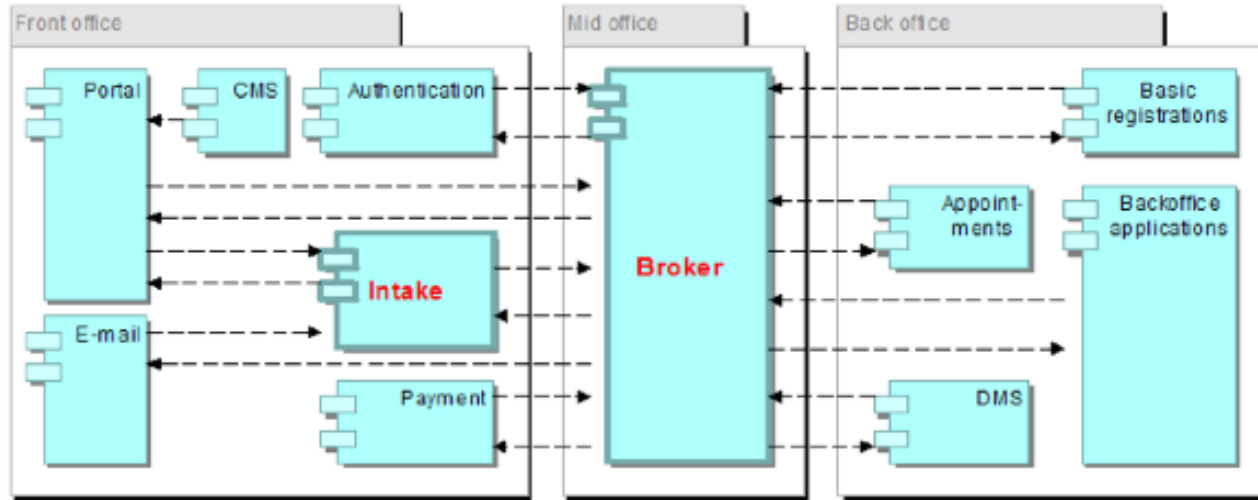 Front office
Mid office
Back office
Portal
CMS
Authentication
Basic
registrations
Appoint-
ments
Backoffice
applications
Broker
Intake
E-mail
Payment
DMS